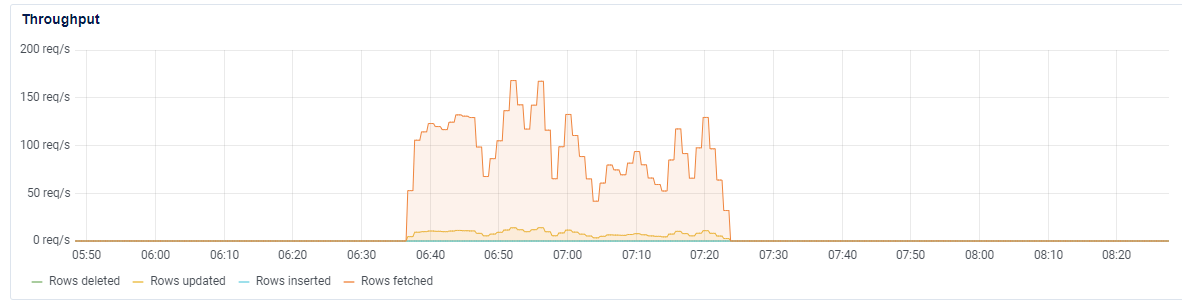 Throughput
200 req/s
150 req/s
100 req/s
50 req/s
0 req/s
05:50 06:00 06:10 06:20 06:30 06:40 06:50 07:00 07:10 07:20 07:30 07:40 07:50 08:00 08:10 08:20
Rows deleted Rows updated Rows inserted Rows fetched